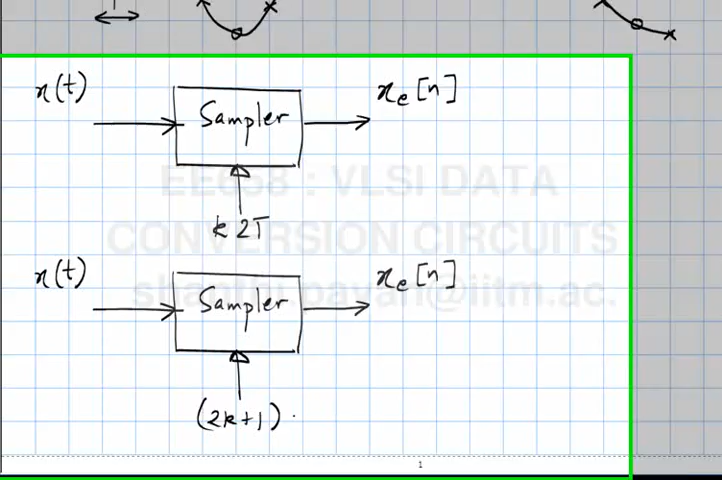 x(t) Sampler xe[n]
EE658 : VLSI DATA
k2T
CONVERSION CIRCUITS
x(t) Sampler xe[n]
(2k+1)
1